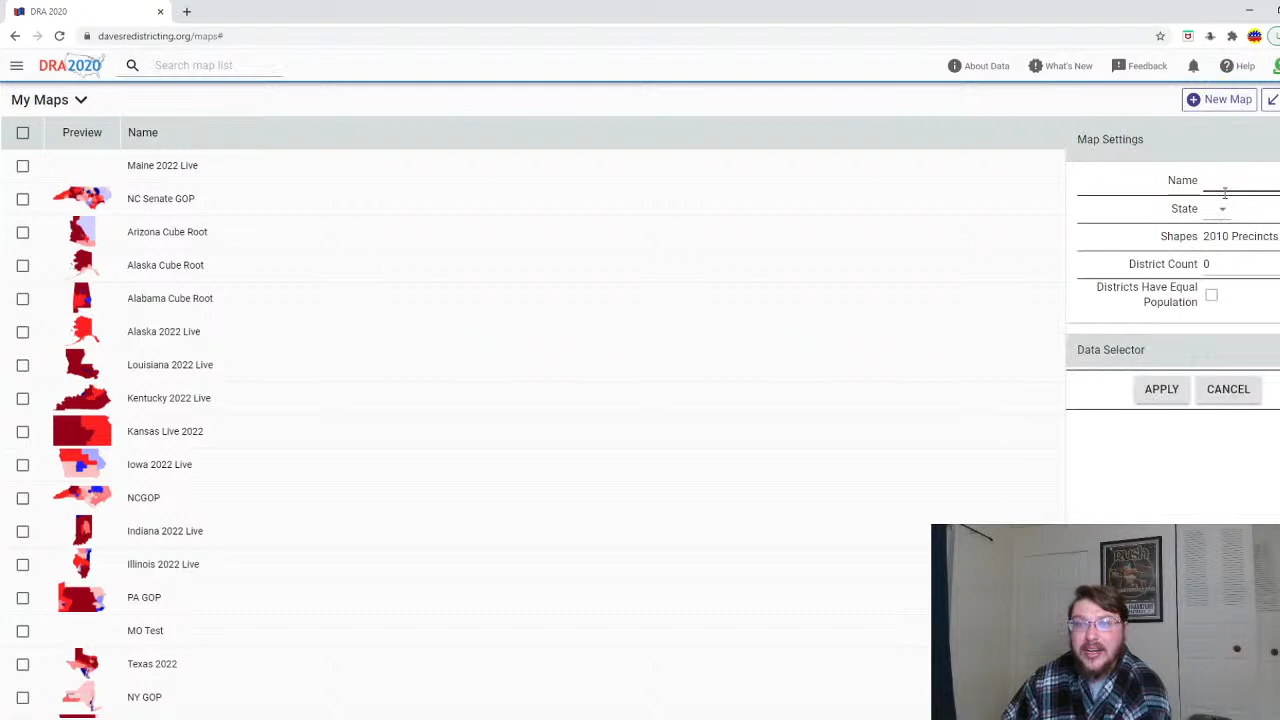 DRA 2020
davesredistricting.org/maps#
DRA2020
Search map list
About Data
What's New
Feedback
Help
My Maps
New Map
Preview
Name
Maine 2022 Live
NC Senate GOP
Arizona Cube Root
Alaska Cube Root
Alabama Cube Root
Alaska 2022 Live
Louisiana 2022 Live
Kentucky 2022 Live
Kansas Live 2022
Iowa 2022 Live
NCGOP
Indiana 2022 Live
Illinois 2022 Live
PA GOP
MO Test
Texas 2022
NY GOP
Map Settings
Name
State
Shapes 2010 Precincts
District Count 0
Districts Have Equal
Population
Data Selector
APPLY
CANCEL
RUSH
FRANKFURT